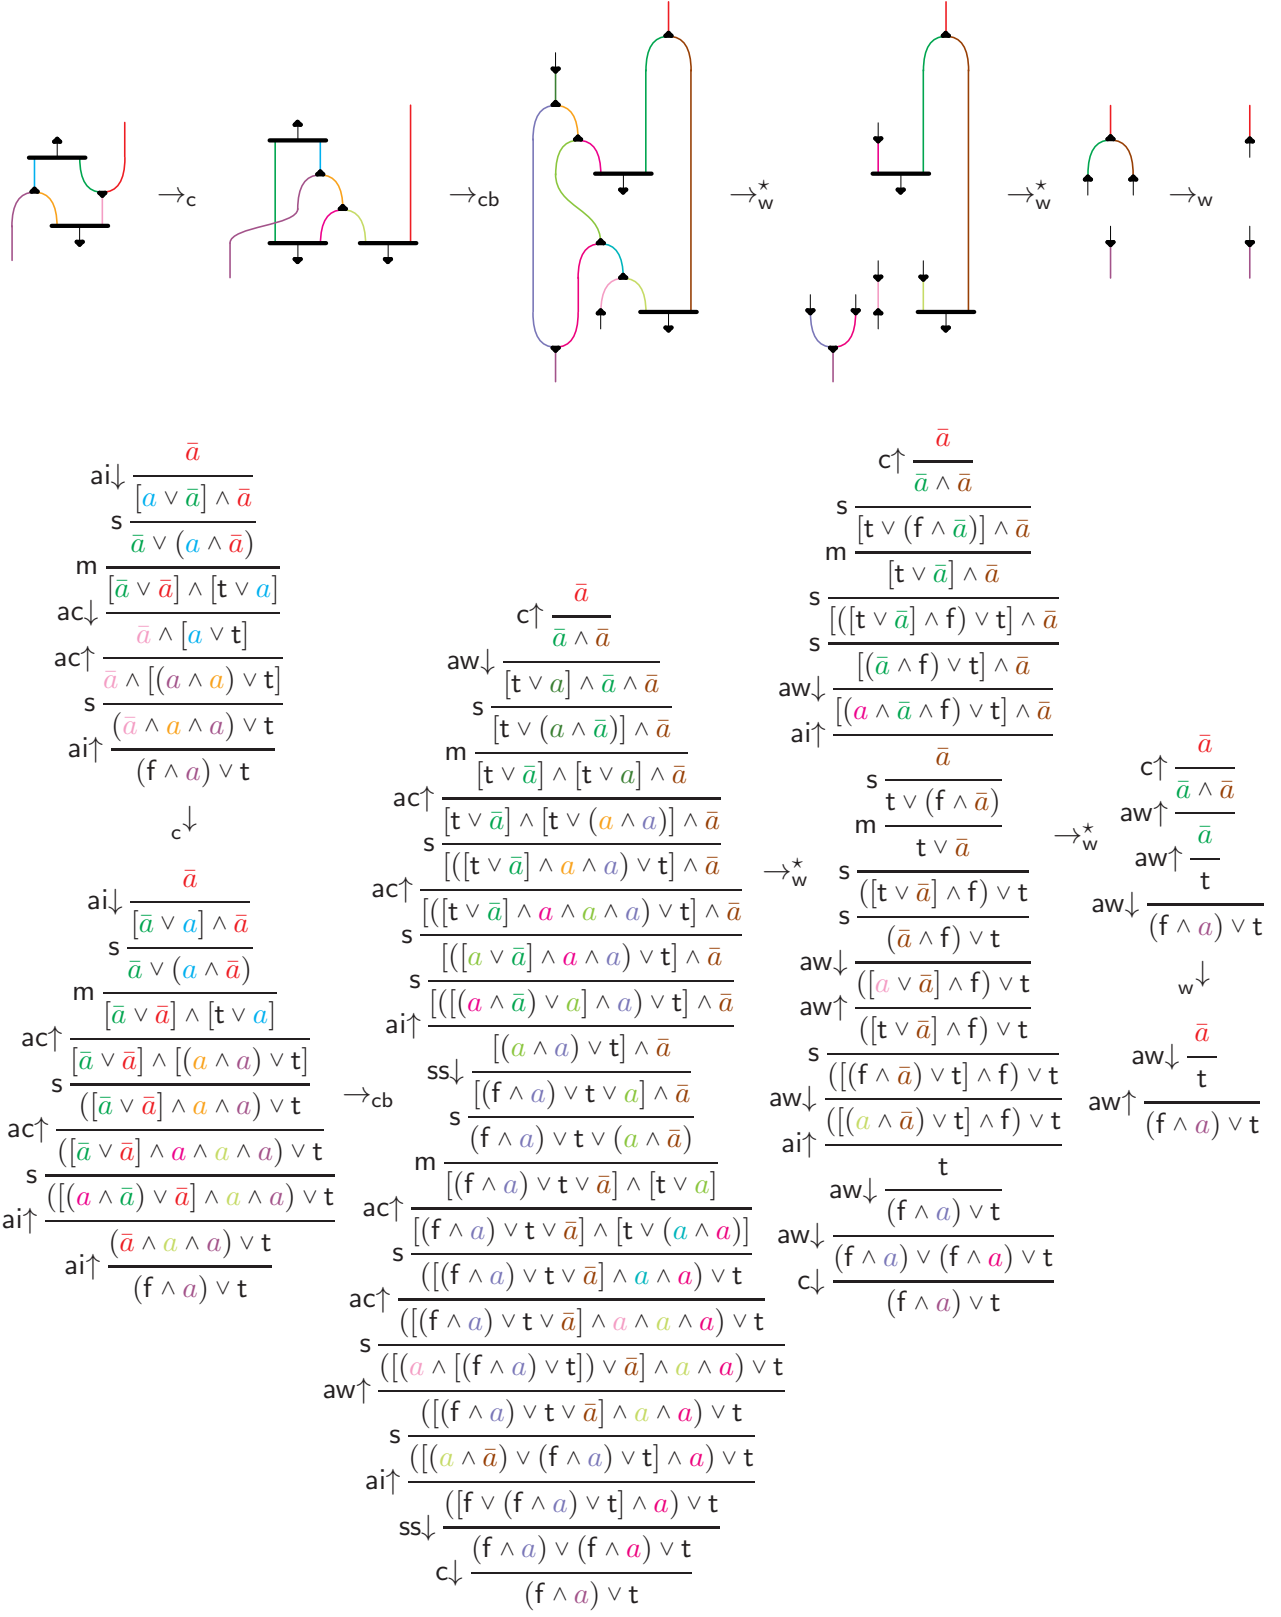 →c →cb →⋆w →⋆w →w
ai↓ ā
[a ∨ ā] ∧ ā
s
ā ∨ (a ∧ ā)
m
[ā ∨ ā] ∧ [t ∨ a]
ac↓
ā ∧ [a ∨ t]
ac↑
ā ∧ [(a ∧ a) ∨ t]
s
(ā ∧ a ∧ a) ∨ t
ai↑
(f ∧ a) ∨ t
c↓
ai↓ ā
[ā ∨ a] ∧ ā
s
ā ∨ (a ∧ ā)
m
[ā ∨ ā] ∧ [t ∨ a]
ac↑
[ā ∨ ā] ∧ [(a ∧ a) ∨ t]
s
([ā ∨ ā] ∧ a ∧ a) ∨ t
ac↑
([ā ∨ ā] ∧ a ∧ a ∧ a) ∨ t
s
([(a ∧ ā) ∨ ā] ∧ a ∧ a) ∨ t
ai↑
(ā ∧ a ∧ a) ∨ t
ai↑
(f ∧ a) ∨ t
→cb
c↑ ā
ā ∧ ā
aw↓
[t ∨ a] ∧ ā ∧ ā
s
[t ∨ (a ∧ ā)] ∧ ā
m
[t ∨ ā] ∧ [t ∨ a] ∧ ā
ac↑
[t ∨ ā] ∧ [t ∨ (a ∧ a)] ∧ ā
s
[([t ∨ ā] ∧ a ∧ a) ∨ t] ∧ ā
ac↑
[([t ∨ ā] ∧ a ∧ a ∧ a) ∨ t] ∧ ā
s
[([a ∨ ā] ∧ a ∧ a) ∨ t] ∧ ā
s
[([(a ∧ ā) ∨ a] ∧ a) ∨ t] ∧ ā
ai↑
[(a ∧ a) ∨ t] ∧ ā
ss↓
[(f ∧ a) ∨ t ∨ a] ∧ ā
s
(f ∧ a) ∨ t ∨ (a ∧ ā)
m
[(f ∧ a) ∨ t ∨ ā] ∧ [t ∨ a]
ac↑
[(f ∧ a) ∨ t ∨ ā] ∧ [t ∨ (a ∧ a)]
s
([(f ∧ a) ∨ t ∨ ā] ∧ a ∧ a) ∨ t
ac↑
([(f ∧ a) ∨ t ∨ ā] ∧ a ∧ a ∧ a) ∨ t
s
([(a ∧ [(f ∧ a) ∨ t]) ∨ ā] ∧ a ∧ a) ∨ t
aw↑
([(f ∧ a) ∨ t ∨ ā] ∧ a ∧ a) ∨ t
s
([(a ∧ ā) ∨ (f ∧ a) ∨ t] ∧ a) ∨ t
ai↑
([f ∨ (f ∧ a) ∨ t] ∧ a) ∨ t
ss↓
(f ∧ a) ∨ (f ∧ a) ∨ t
c↓
(f ∧ a) ∨ t
→⋆w
c↑ ā
ā ∧ ā
s
[t ∨ (f ∧ ā)] ∧ ā
m
[t ∨ ā] ∧ ā
s
[([t ∨ ā] ∧ f) ∨ t] ∧ ā
s
[(ā ∧ f) ∨ t] ∧ ā
aw↓
[(a ∧ ā ∧ f) ∨ t] ∧ ā
ai↑
ā
s
t ∨ (f ∧ ā)
m
t ∨ ā
s
([t ∨ ā] ∧ f) ∨ t
s
(ā ∧ f) ∨ t
aw↓
([a ∨ ā] ∧ f) ∨ t
aw↑
([t ∨ ā] ∧ f) ∨ t
s
([(f ∧ ā) ∨ t] ∧ f) ∨ t
aw↓
([(a ∧ ā) ∨ t] ∧ f) ∨ t
ai↑
t
aw↓
(f ∧ a) ∨ t
aw↓
(f ∧ a) ∨ (f ∧ a) ∨ t
c↓
(f ∧ a) ∨ t
→⋆w
c↑ ā
ā ∧ ā
aw↑
ā
aw↑
t
aw↓
(f ∧ a) ∨ t
w↓
aw↓ ā
t
aw↑
(f ∧ a) ∨ t